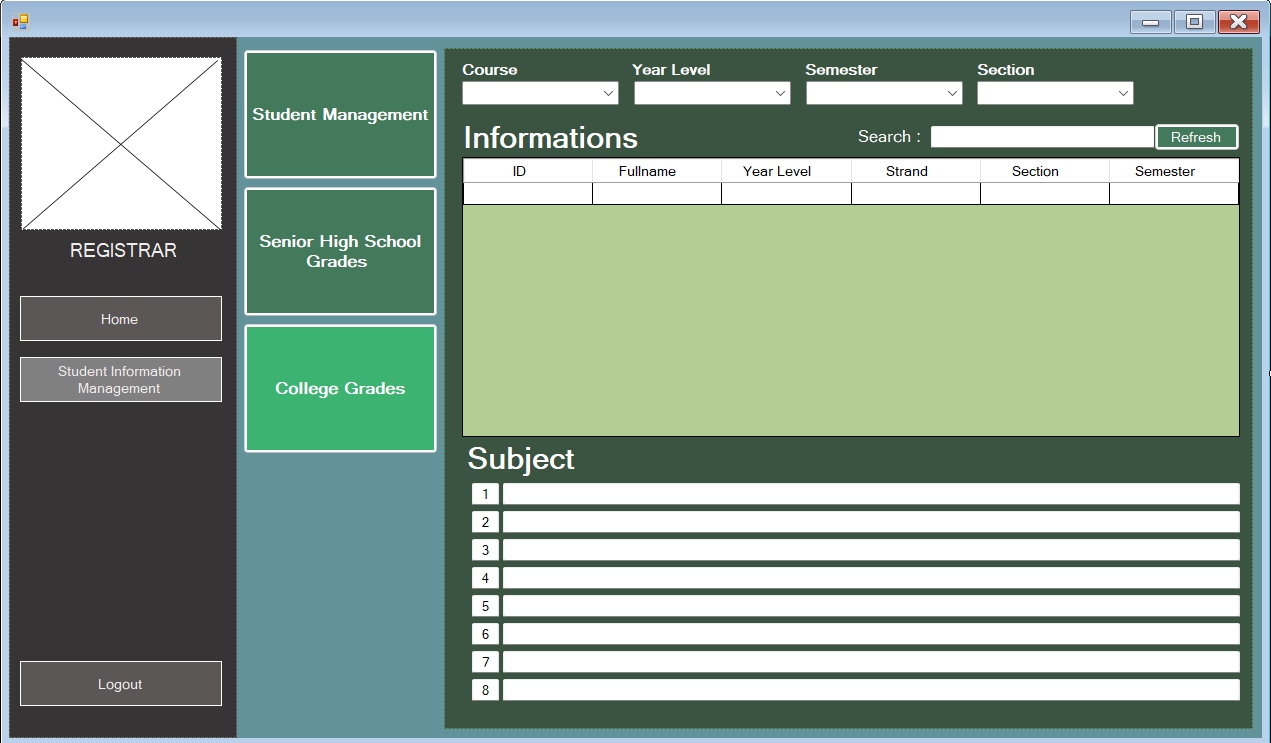 REGISTRAR
Home
Student Information
Management
Logout
Student Management
Senior High School
Grades
College Grades
Course Year Level Semester Section
Informations Search : Refresh
ID Fullname Year Level Strand Section Semester
Subject
1
2
3
4
5
6
7
8